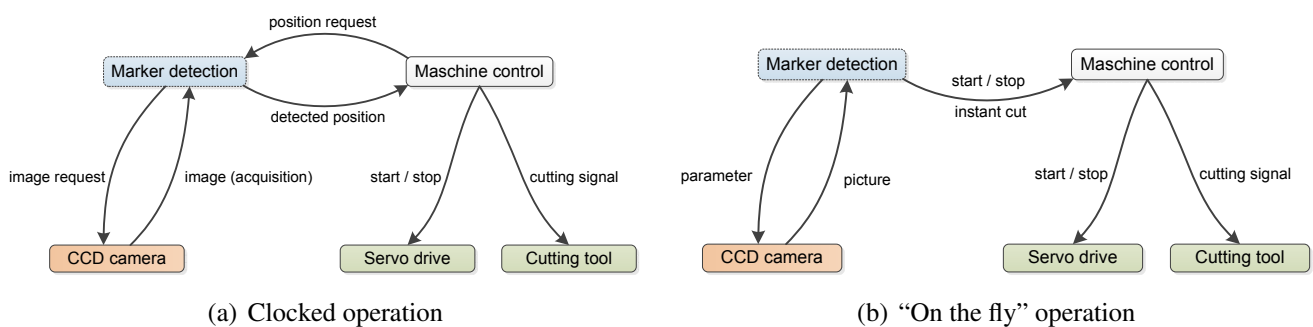 position request
Marker detection
Maschine control
detected position
image request
image (acquisition)
start / stop
cutting signal
CCD camera
Servo drive
Cutting tool
(a) Clocked operation
Marker detection
Maschine control
start / stop
instant cut
parameter
picture
start / stop
cutting signal
CCD camera
Servo drive
Cutting tool
(b) “On the fly” operation